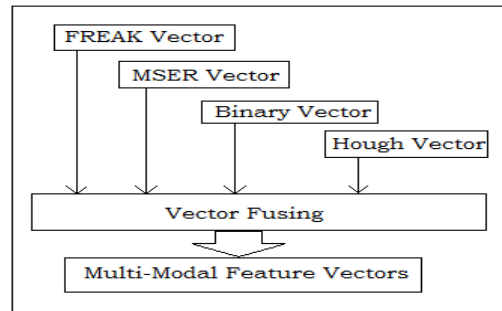 FREAK Vector
MSER Vector
Binary Vector
Hough Vector
Vector Fusing
Multi-Modal Feature Vectors